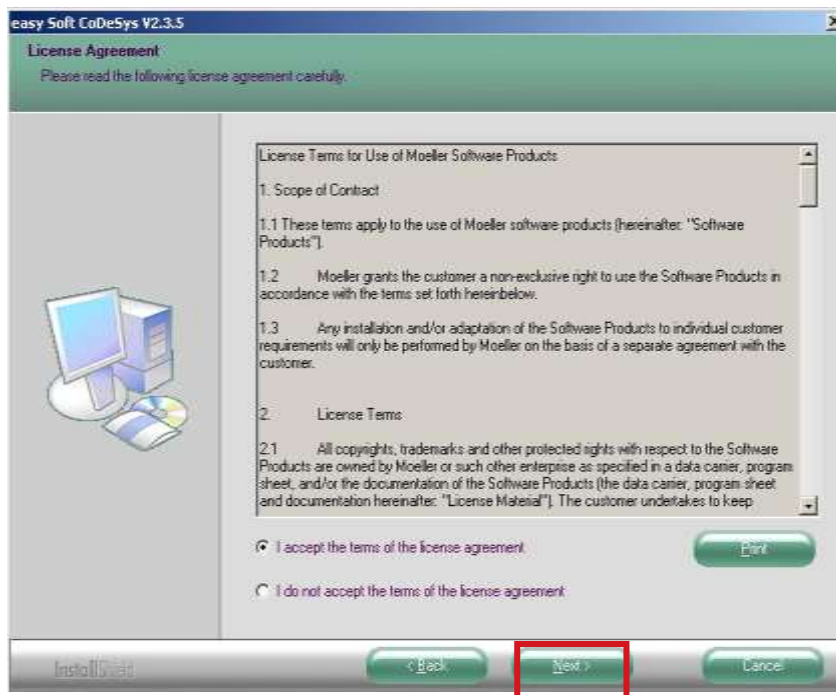 easy Soft CoDeSys V2.3.5
License Agreement
Please read the following license agreement carefully.
License Terms for Use of Moeller Software Products
1. Scope of Contract
1.1 These terms apply to the use of Moeller software products (hereinafter: "Software
Products").
1.2 Moeller grants the customer a non-exclusive right to use the Software Products in
accordance with the terms set forth hereinbelow.
1.3 Any installation and/or adaptation of the Software Products to individual customer
requirements will only be performed by Moeller on the basis of a separate agreement with the
customer.
2. License Terms
2.1 All copyrights, trademarks and other protected rights with respect to the Software
Products are owned by Moeller or such other enterprise as specified in a data carrier, program
sheet, and/or the documentation of the Software Products (the data carrier, program sheet
and documentation hereinafter: "License Material"). The customer undertakes to keep
I accept the terms of the license agreement
Print
I do not accept the terms of the license agreement
InstallShield
< Back
Next >
Cancel